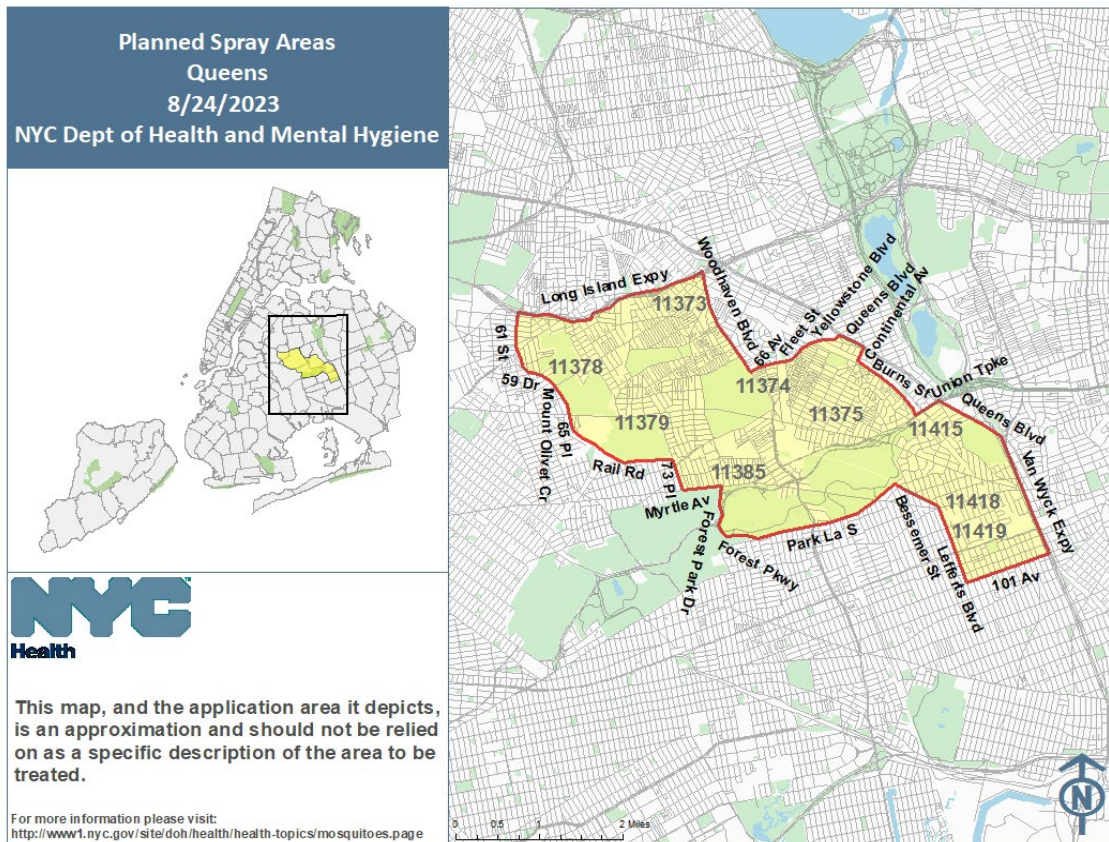 Planned Spray Areas
Queens
8/24/2023
NYC Dept of Health and Mental Hygiene
NYC
Health
This map, and the application area it depicts,
is an approximation and should not be relied
on as a specific description of the area to be
treated.
For more information please visit:
http://www1.nyc.gov/site/doh/health/health-topics/mosquitoes.page
Long Island Expy
Woodhaven Blvd
66 Av
Fleet St
Yellowstone Blvd
Queens Blvd
Continental Av
Burns St
Union Tpke
Queens Blvd
Van Wyck Expy
61 St
59 Dr
Mount Olivet Cr
65 Pl
Rail Rd
73 Pl
Myrtle Av
Forest Park Dr
Forest Pkwy
Park La S
Bessemer St
Lefferts Blvd
101 Av
11373
11378
11374
11379
11375
11415
11385
11418
11419
0 0.5 1 2 Miles
N